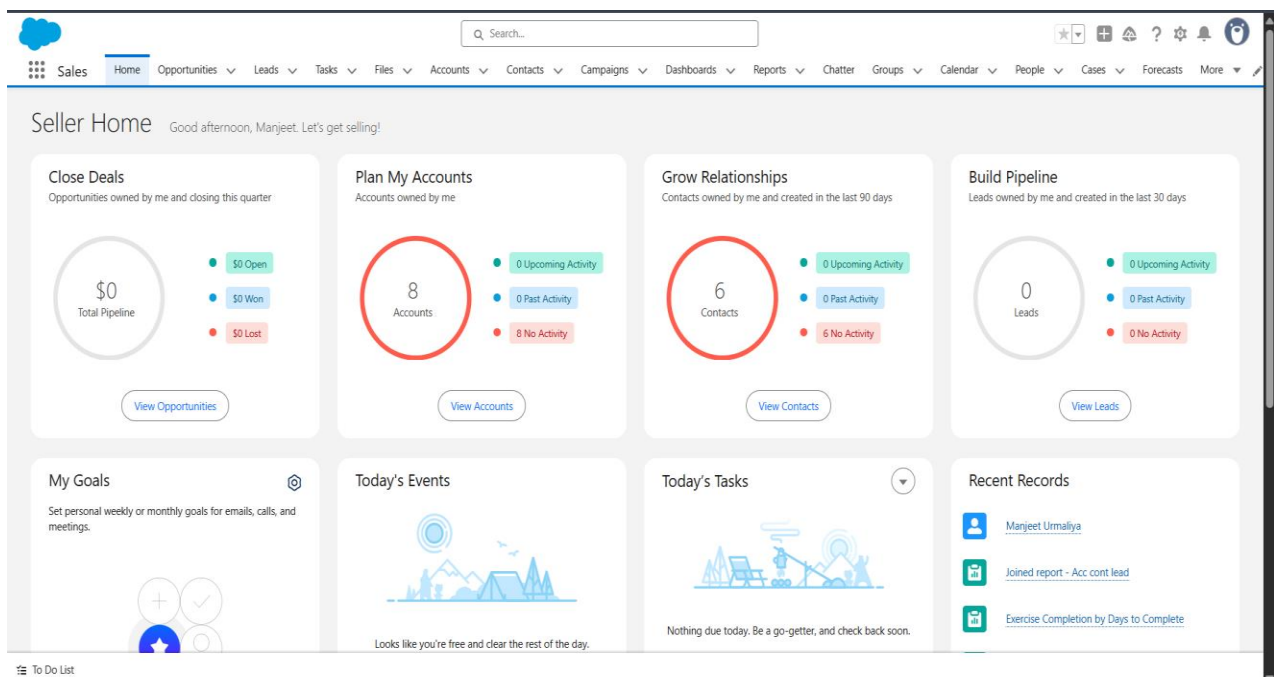 Search...
Sales Home Opportunities Leads Tasks Files Accounts Contacts Campaigns Dashboards Reports Chatter Groups Calendar People Cases Forecasts More
Seller Home Good afternoon, Manjeet. Let's get selling!
Close Deals
Opportunities owned by me and closing this quarter
$0
Total Pipeline
$0 Open
$0 Won
$0 Lost
View Opportunities
Plan My Accounts
Accounts owned by me
8
Accounts
0 Upcoming Activity
0 Past Activity
8 No Activity
View Accounts
Grow Relationships
Contacts owned by me and created in the last 90 days
6
Contacts
0 Upcoming Activity
0 Past Activity
6 No Activity
View Contacts
Build Pipeline
Leads owned by me and created in the last 30 days
0
Leads
0 Upcoming Activity
0 Past Activity
0 No Activity
View Leads
My Goals
Set personal weekly or monthly goals for emails, calls, and
meetings.
Today's Events
Looks like you're free and clear the rest of the day.
Today's Tasks
Nothing due today. Be a go-getter, and check back soon.
Recent Records
Manjeet Urmaliya
Joined report - Acc cont lead
Exercise Completion by Days to Complete
To Do List